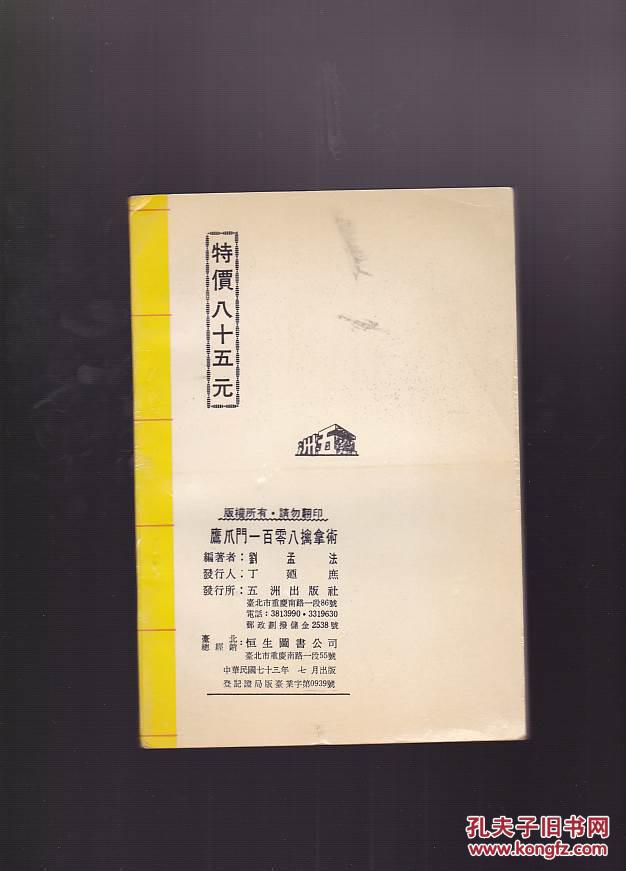 特價八十五元
五洲
版權所有•請勿翻印
鷹爪門一百零八擒拿術
編著者：劉孟法
發行人：丁迺庶
發行所：五洲出版社
臺北市重慶南路一段86號
電話：3813990•3319630
郵政劃撥儲金2538號
臺北總經銷：恒生圖書公司
臺北市重慶南路一段55號
中華民國七十三年 七月出版
登記證局版臺業字第0939號
孔夫子旧书网
www.kongfz.com